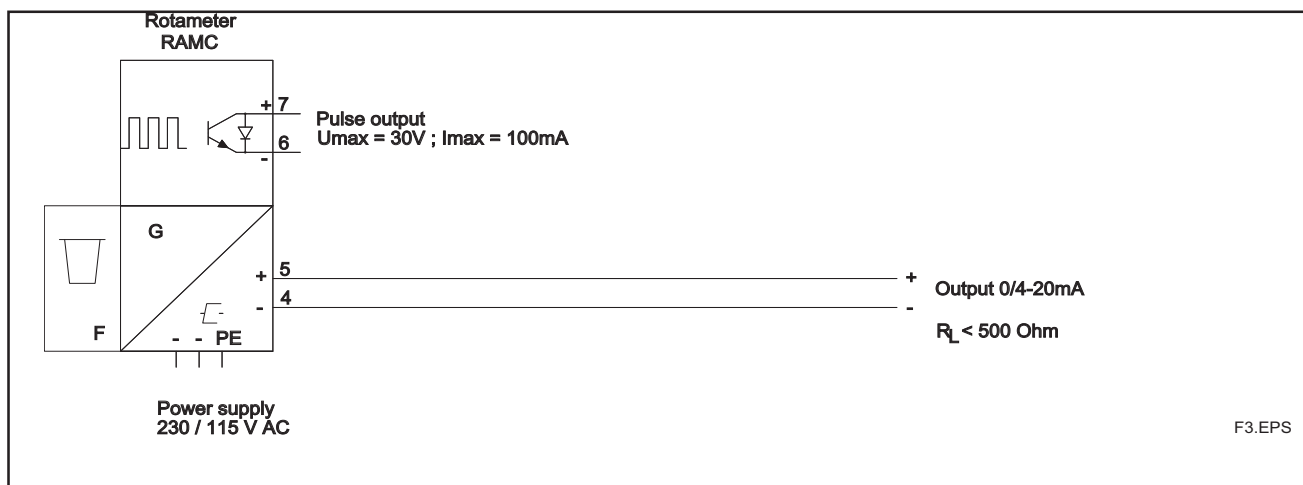 Rotameter
RAMC
+ 7
Pulse output
Umax = 30V ; Imax = 100mA
6
-
G
+ 5
+
Output 0/4-20mA
- 4
-
RL < 500 Ohm
F
- - PE
Power supply
230 / 115 V AC
F3.EPS